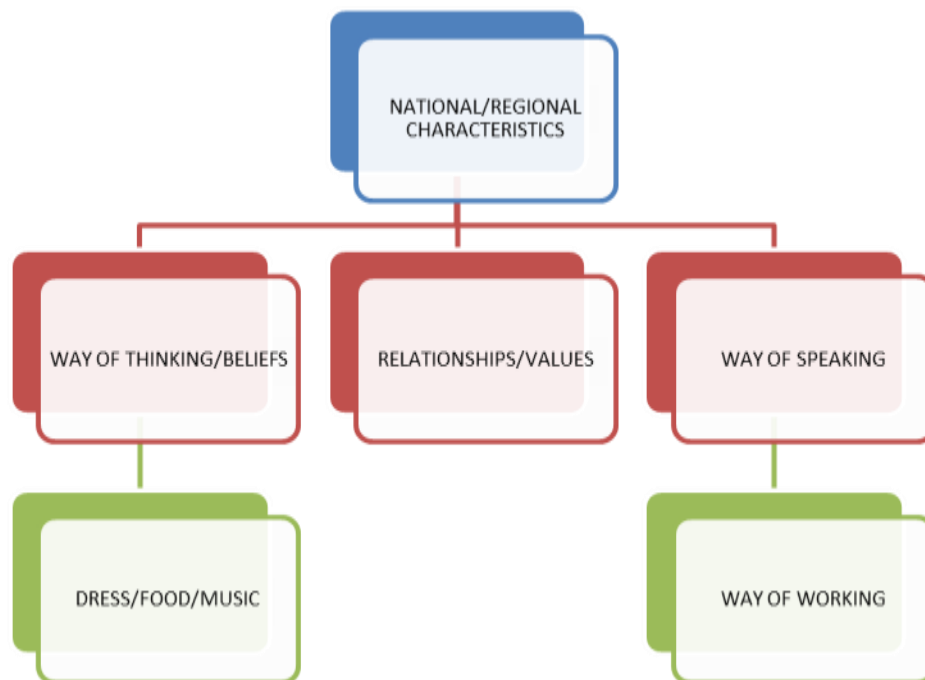 NATIONAL/REGIONAL
CHARACTERISTICS
WAY OF THINKING/BELIEFS
RELATIONSHIPS/VALUES
WAY OF SPEAKING
DRESS/FOOD/MUSIC
WAY OF WORKING